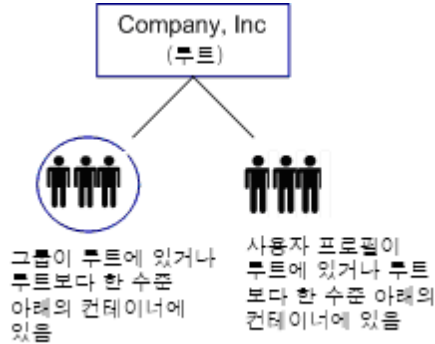 Company, Inc
(루트)
그룹이 루트에 있거나
루트보다 한 수준
아래의 컨테이너에
있음
사용자 프로필이
루트에 있거나 루트
보다 한 수준 아래의
컨테이너에 있음